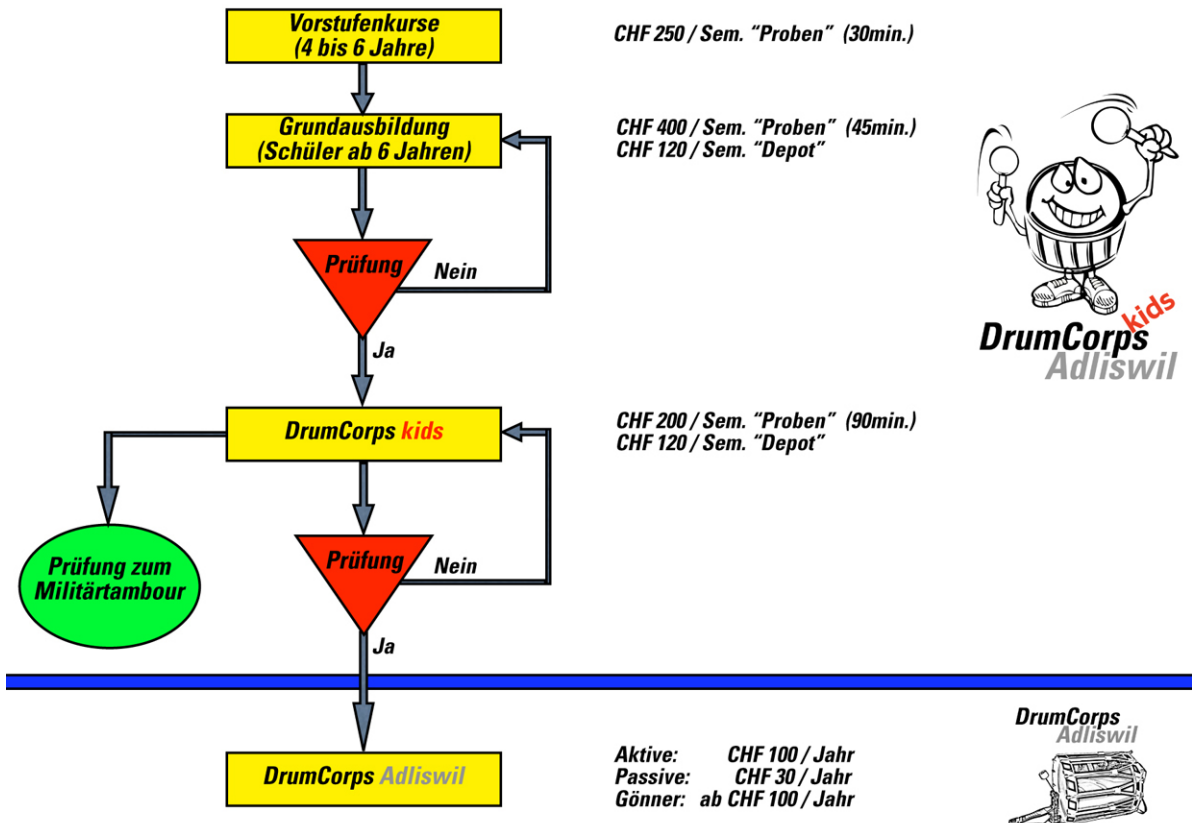 Vorstufenkurse
(4 bis 6 Jahre)
CHF 250 / Sem. “Proben” (30min.)
Grundausbildung
(Schüler ab 6 Jahren)
CHF 400 / Sem. “Proben” (45min.)
CHF 120 / Sem. “Depot”
Prüfung
Nein
Ja
kids
DrumCorps
Adliswil
DrumCorps kids
CHF 200 / Sem. “Proben” (90min.)
CHF 120 / Sem. “Depot”
Prüfung zum
Militärtambour
Prüfung
Nein
Ja
DrumCorps
Adliswil
DrumCorps Adliswil
Aktive: CHF 100 / Jahr
Passive: CHF 30 / Jahr
Gönner: ab CHF 100 / Jahr